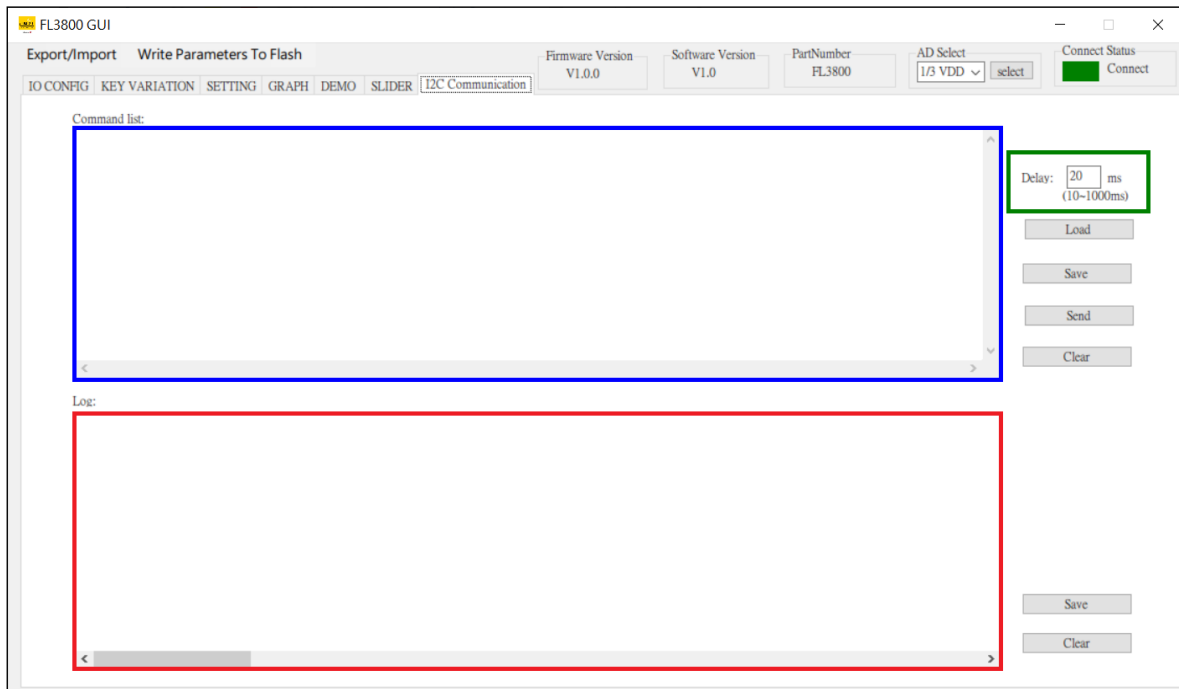 FL3800 GUI
Export/Import Write Parameters To Flash
Firmware Version
V1.0.0
Software Version
V1.0
PartNumber
FL3800
AD Select
1/3 VDD select
Connect Status
Connect
IO CONFIG KEY VARIATION SETTING GRAPH DEMO SLIDER I2C Communication
Command list:
Delay: 20 ms
(10~1000ms)
Load
Save
Send
Clear
Log:
Save
Clear